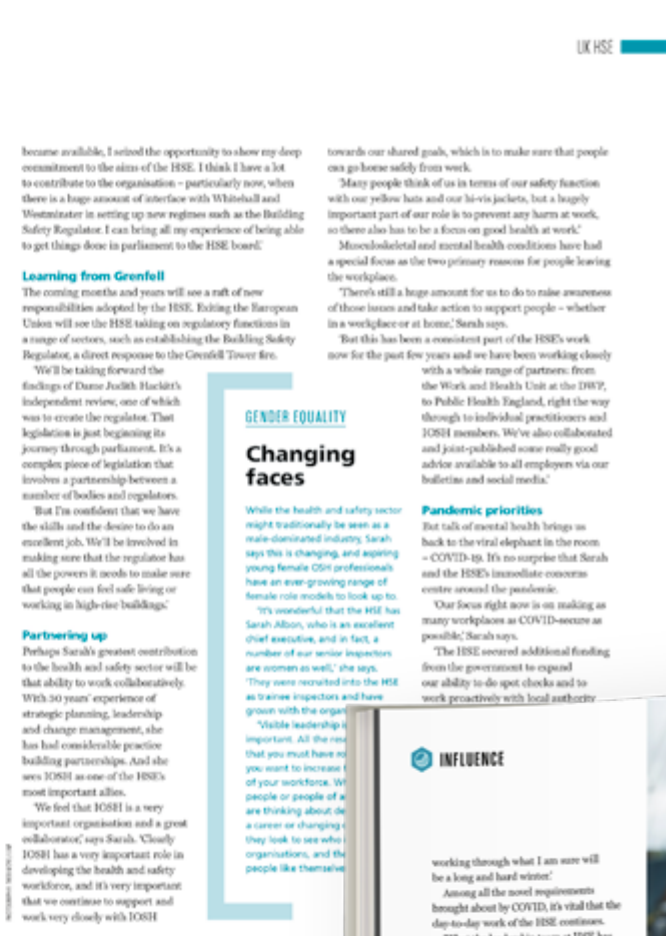 UK HSE
became available, I seized the opportunity to show my deep
commitment to the aims of the HSE. I think I have a lot
to contribute to the organisation – particularly now, when
there is a huge amount of interface with Whitehall and
Westminster in setting up new regimes such as the Building
Safety Regulator. I can bring all my experience of being able
to get things done in parliament to the HSE board.'
Learning from Grenfell
The coming months and years will see a raft of new
responsibilities adopted by the HSE. Exiting the European
Union will see the HSE taking on regulatory functions in
a range of sectors, such as establishing the Building Safety
Regulator, a direct response to the Grenfell Tower fire.
'We'll be taking forward the
findings of Dame Judith Hackitt's
independent review, one of which
was to create the regulator. That
legislation is just beginning its
journey through parliament. It's a
complex piece of legislation that
involves a partnership between a
number of bodies and regulators.
'But I'm confident that we have
the skills and the desire to do an
excellent job. We'll be involved in
making sure that the regulator has
all the powers it needs to make sure
that people can feel safe living or
working in high-rise buildings.'
Partnering up
Perhaps Sarah's greatest contribution
to the health and safety sector will be
that ability to work collaboratively.
With 30 years' experience of
strategic planning, leadership
and change management, she
has had considerable practice
building partnerships. And she
sees IOSH as one of the HSE's
most important allies.
'We feel that IOSH is a very
important organisation and a great
collaborator,' says Sarah. 'Clearly
IOSH has a very important role in
developing the health and safety
workforce, and it's very important
that we continue to support and
work very closely with IOSH
towards our shared goals, which is to make sure that people
can go home safely from work.
'Many people think of us in terms of our safety function
with our yellow hats and our hi-vis jackets, but a hugely
important part of our role is to prevent any harm at work,
so there also has to be a focus on good health at work.'
Musculoskeletal and mental health conditions have had
a special focus as the two primary reasons for people leaving
the workplace.
'There's still a huge amount for us to do to raise awareness
of those issues and take action to support people – whether
in a workplace or at home,' Sarah says.
'But this has been a consistent part of the HSE's work
now for the past few years and we have been working closely
with a whole range of partners: from
the Work and Health Unit at the DWP,
to Public Health England, right the way
through to individual practitioners and
IOSH members. We've also collaborated
and joint-published some really good
advice available to all employers via our
bulletins and social media.'
Pandemic priorities
But talk of mental health brings us
back to the viral elephant in the room
– COVID-19. It's no surprise that Sarah
and the HSE's immediate concerns
centre around the pandemic.
'Our focus right now is on making as
many workplaces as COVID-secure as
possible,' Sarah says.
'The HSE secured additional funding
from the government to expand
our ability to do spot checks and to
work proactively with local authority
GENDER EQUALITY
Changing
faces
While the health and safety sector
might traditionally be seen as a
male-dominated industry, Sarah
says this is changing, and aspiring
young female OSH professionals
have an ever-growing range of
female role models to look up to.
'It's wonderful that the HSE has
Sarah Albon, who is an excellent
chief executive, and in fact, a
number of our senior inspectors
are women as well,' she says.
'They were recruited into the HSE
as trainee inspectors and have
grown with the organ
'Visible leadership is
important. All the res
that you must have ro
you want to increase
of your workforce. W
people or people of a
are thinking about de
a career or changing
they look to see who
organisations, and the
people like themselve
INFLUENCE
working through what I am sure will
be a long and hard winter.'
Among all the novel requirements
brought about by COVID, it's vital that the
day-to-day work of the HSE continues.